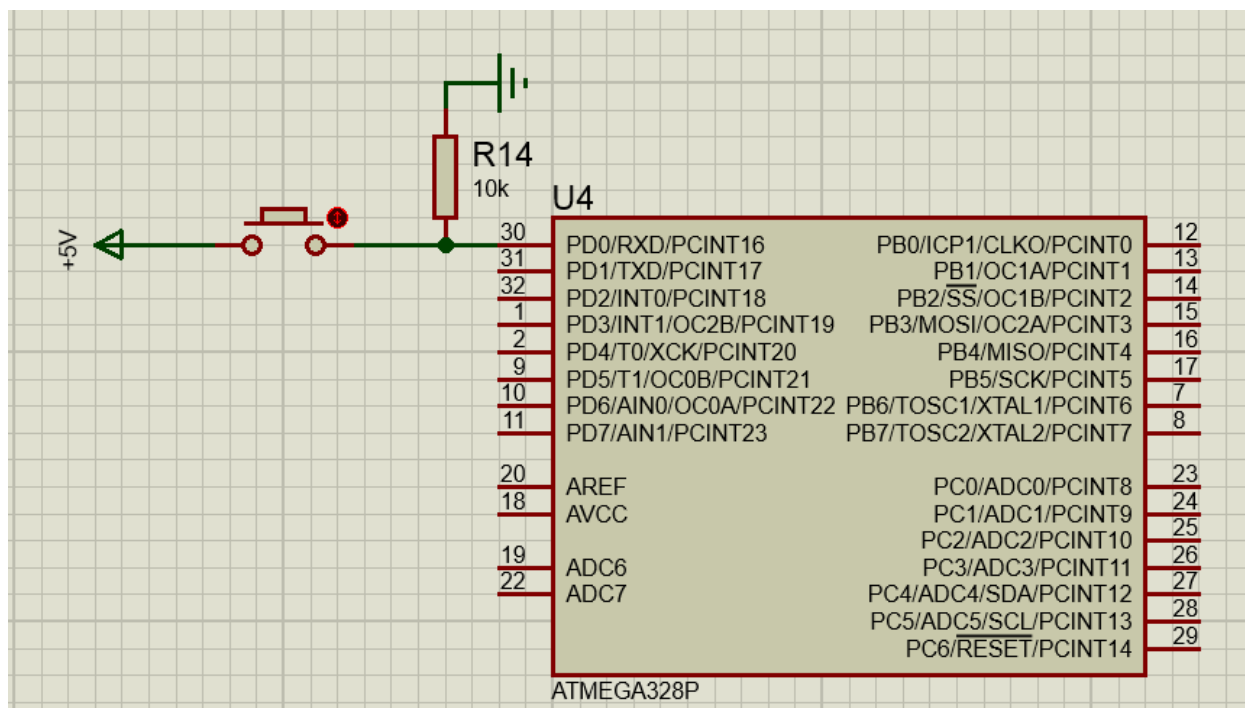 R14
10k
+5V
U4
30 PD0/RXD/PCINT16 PB0/ICP1/CLKO/PCINT0 12
31 PD1/TXD/PCINT17 PB1/OC1A/PCINT1 13
32 PD2/INT0/PCINT18 PB2/SS/OC1B/PCINT2 14
1 PD3/INT1/OC2B/PCINT19 PB3/MOSI/OC2A/PCINT3 15
2 PD4/T0/XCK/PCINT20 PB4/MISO/PCINT4 16
9 PD5/T1/OC0B/PCINT21 PB5/SCK/PCINT5 17
10 PD6/AIN0/OC0A/PCINT22 PB6/TOSC1/XTAL1/PCINT6 7
11 PD7/AIN1/PCINT23 PB7/TOSC2/XTAL2/PCINT7 8
20 AREF PC0/ADC0/PCINT8 23
18 AVCC PC1/ADC1/PCINT9 24
PC2/ADC2/PCINT10 25
19 ADC6 PC3/ADC3/PCINT11 26
22 ADC7 PC4/ADC4/SDA/PCINT12 27
PC5/ADC5/SCL/PCINT13 28
PC6/RESET/PCINT14 29
ATMEGA328P